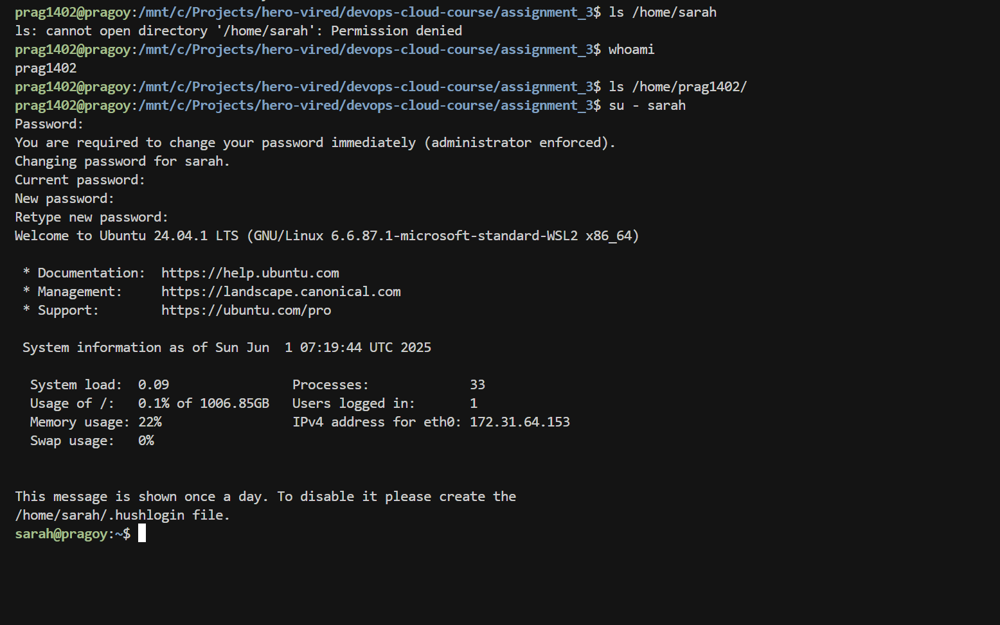 prag1402@pragoy:/mnt/c/Projects/hero-vired/devops-cloud-course/assignment_3$ ls /home/sarah
ls: cannot open directory '/home/sarah': Permission denied
prag1402@pragoy:/mnt/c/Projects/hero-vired/devops-cloud-course/assignment_3$ whoami
prag1402
prag1402@pragoy:/mnt/c/Projects/hero-vired/devops-cloud-course/assignment_3$ ls /home/prag1402/
prag1402@pragoy:/mnt/c/Projects/hero-vired/devops-cloud-course/assignment_3$ su - sarah
Password:
You are required to change your password immediately (administrator enforced).
Changing password for sarah.
Current password:
New password:
Retype new password:
Welcome to Ubuntu 24.04.1 LTS (GNU/Linux 6.6.87.1-microsoft-standard-WSL2 x86_64)

 * Documentation:  https://help.ubuntu.com
 * Management:     https://landscape.canonical.com
 * Support:        https://ubuntu.com/pro

 System information as of Sun Jun  1 07:19:44 UTC 2025

  System load:  0.09                Processes:             33
  Usage of /:   0.1% of 1006.85GB   Users logged in:       1
  Memory usage: 22%                 IPv4 address for eth0: 172.31.64.153
  Swap usage:   0%

This message is shown once a day. To disable it please create the
/home/sarah/.hushlogin file.
sarah@pragoy:~$